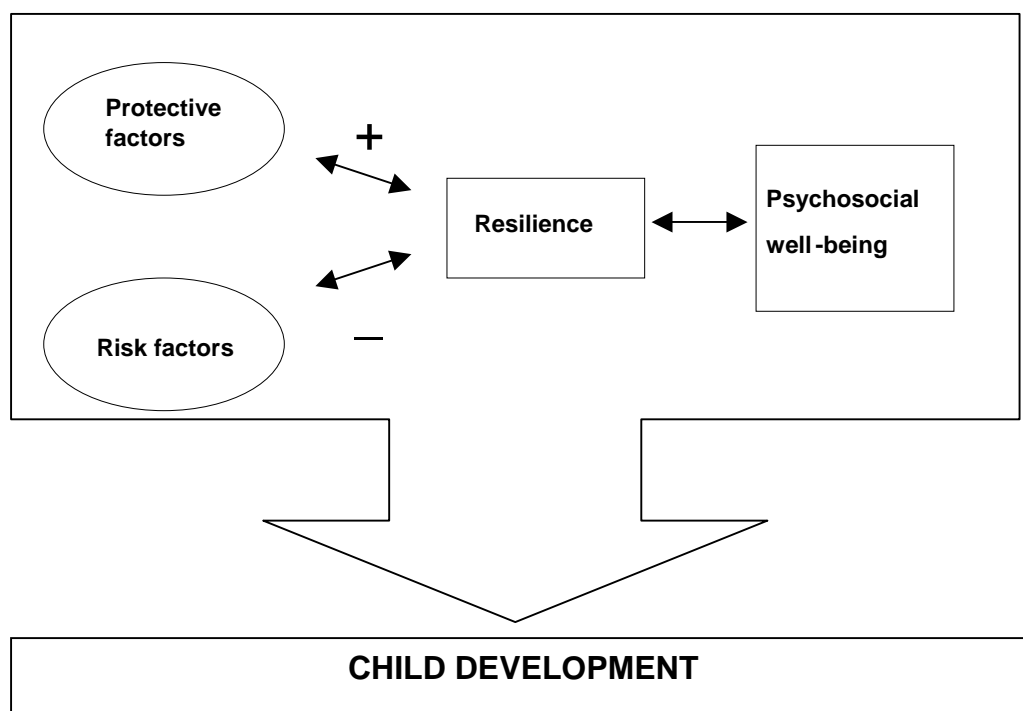 Protective
factors
+
Resilience
Psychosocial
well-being
Risk factors
–
CHILD DEVELOPMENT